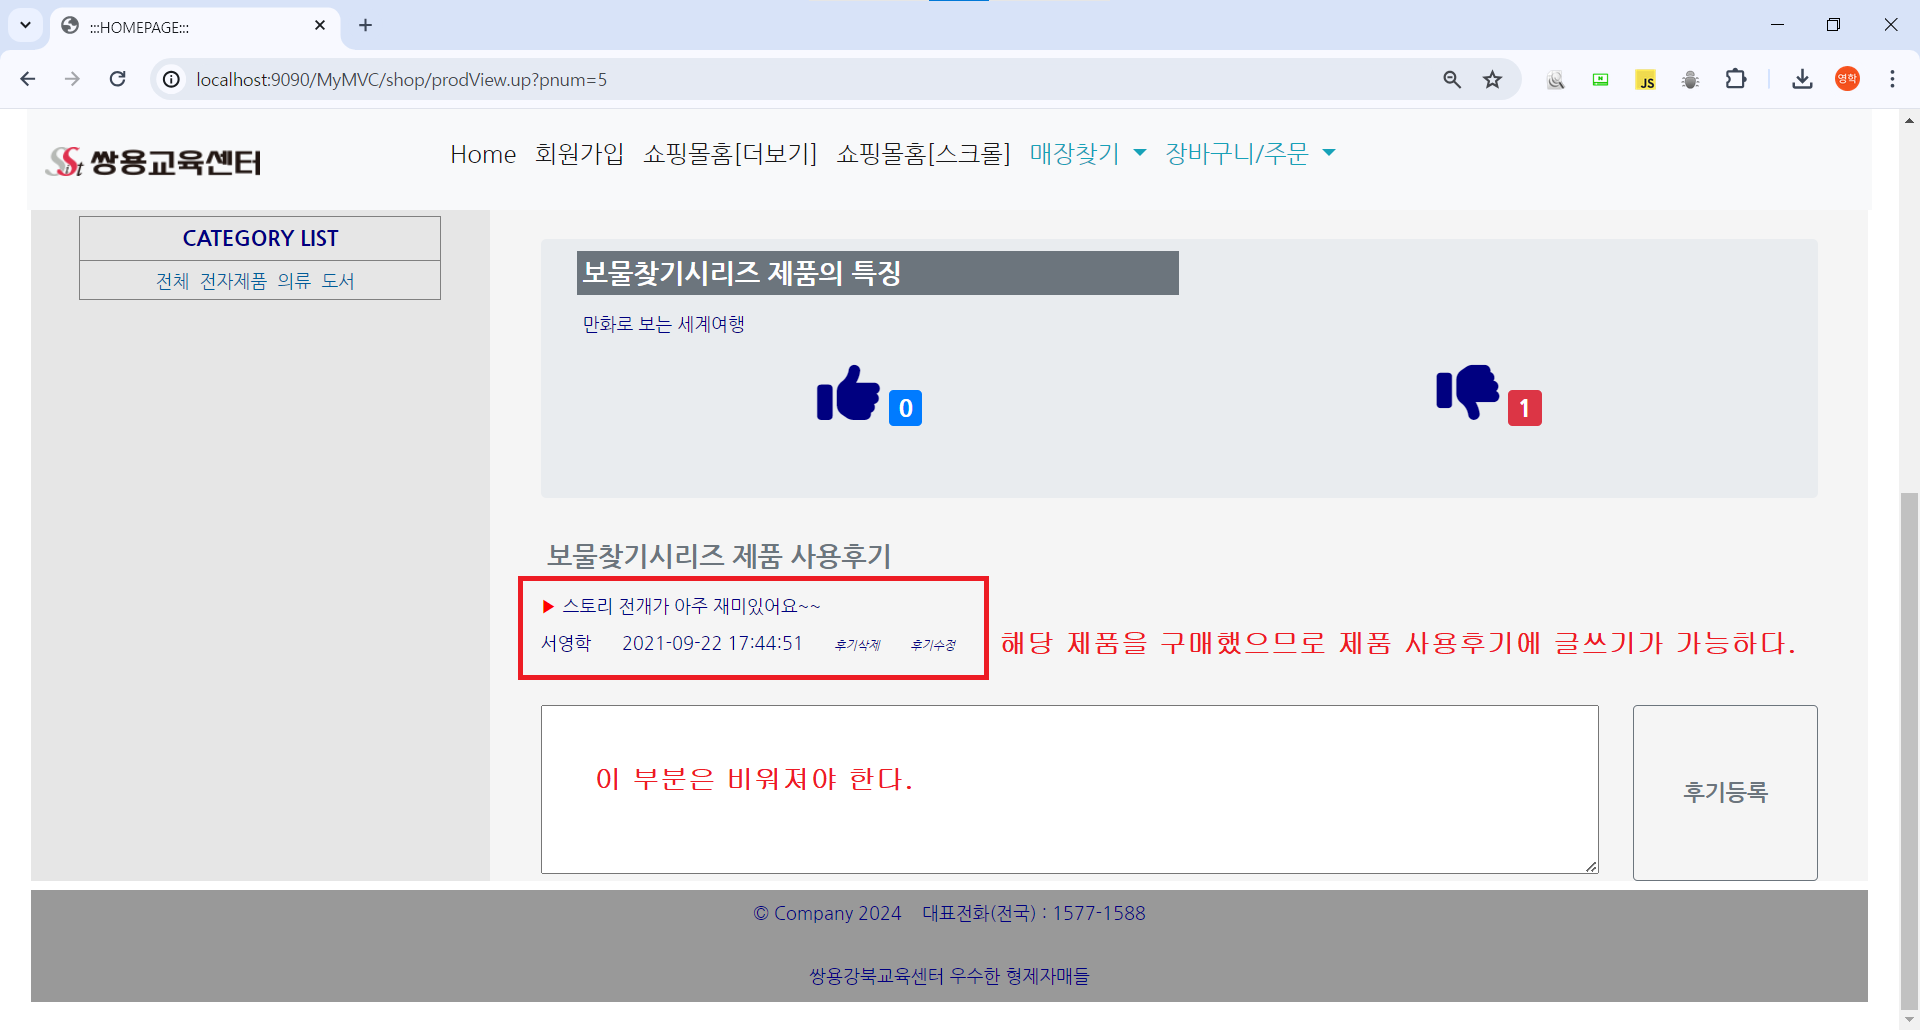 :::HOMEPAGE:::
localhost:9090/MyMVC/shop/prodView.up?pnum=5
JS
영학
Sist 쌍용교육센터
Home 회원가입 쇼핑몰홈[더보기] 쇼핑몰홈[스크롤] 매장찾기 장바구니/주문
CATEGORY LIST
전체 전자제품 의류 도서
보물찾기시리즈 제품의 특징
만화로 보는 세계여행
0
1
보물찾기시리즈 제품 사용후기
▶ 스토리 전개가 아주 재미있어요~~
서영학 2021-09-22 17:44:51 후기삭제 후기수정
해당 제품을 구매했으므로 제품 사용후기에 글쓰기가 가능하다.
이 부분은 비워져야 한다.
후기등록
© Company 2024 대표전화(전국) : 1577-1588
쌍용강북교육센터 우수한 형제자매들